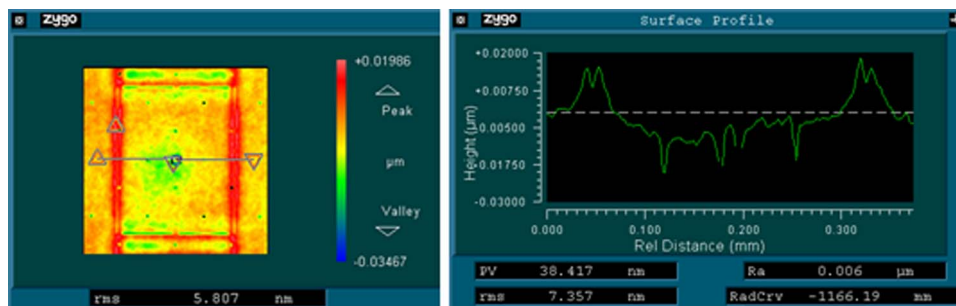 zygo
+0.01986
Peak
µm
Valley
-0.03467
rms 5.807 nm
zygo
Surface Profile
+0.02000
+0.00750
0.00500
-0.01750
-0.03000
Height (µm)
0.000 0.100 0.200 0.300
Rel Distance (mm)
PV 38.417 nm
Ra 0.006 µm
rms 7.357 nm
RadCrv -1166.19 mm